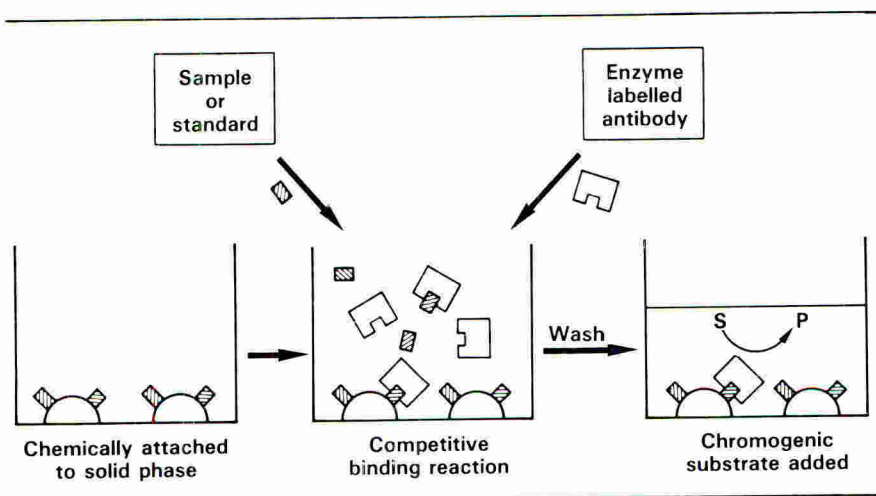 Sample
or
standard
Enzyme
labelled
antibody
Wash
S
P
Chemically attached
to solid phase
Competitive
binding reaction
Chromogenic
substrate added